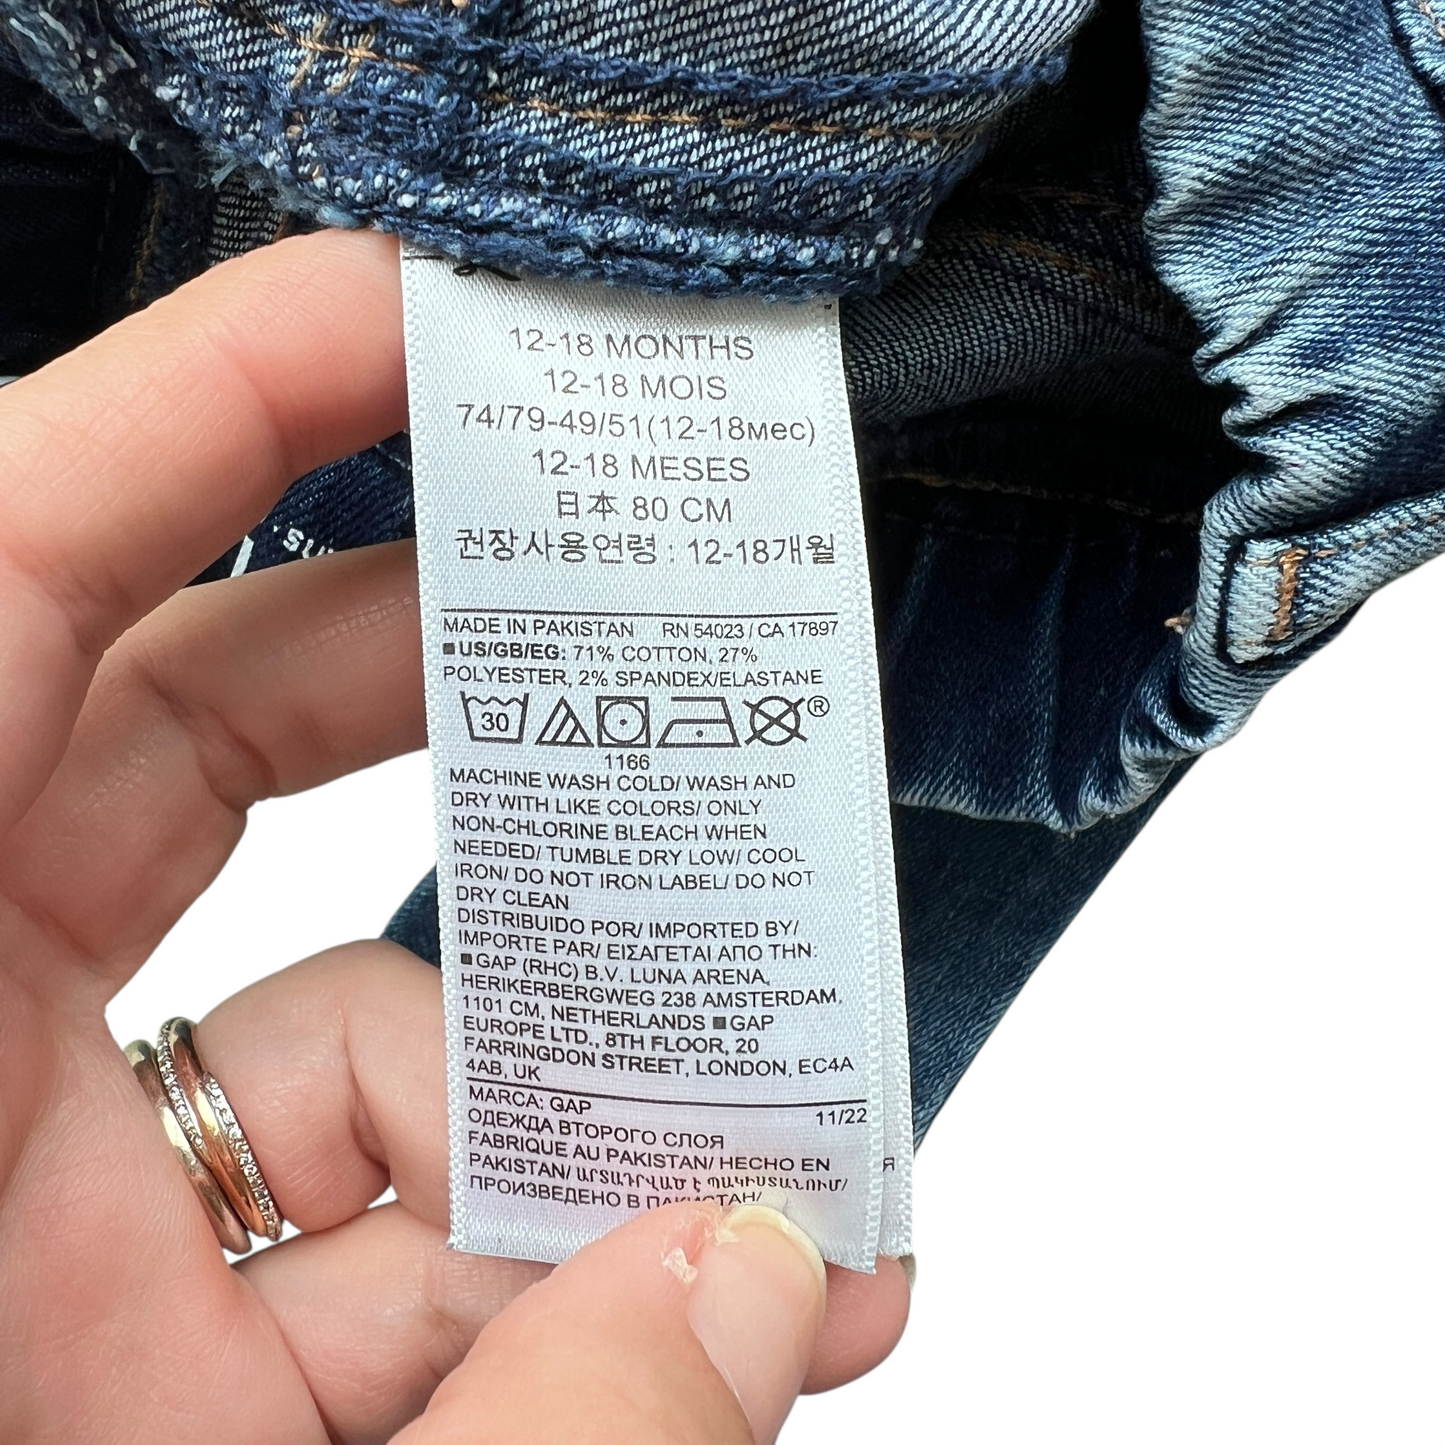 12-18 MONTHS
12-18 MOIS
74/79-49/51(12-18мес)
12-18 MESES
日本 80 CM
권장사용연령 : 12-18개월
MADE IN PAKISTAN RN 54023 / CA 17897
■US/GB/EG: 71% COTTON, 27%
POLYESTER, 2% SPANDEX/ELASTANE
30 ®
1166
MACHINE WASH COLD/ WASH AND
DRY WITH LIKE COLORS/ ONLY
NON-CHLORINE BLEACH WHEN
NEEDED/ TUMBLE DRY LOW/ COOL
IRON/ DO NOT IRON LABEL/ DO NOT
DRY CLEAN
DISTRIBUIDO POR/ IMPORTED BY/
IMPORTE PAR/ ΕΙΣΑΓΕΤΑΙ ΑΠΟ ΤΗΝ:
■GAP (RHC) B.V. LUNA ARENA,
HERIKERBERGWEG 238 AMSTERDAM,
1101 CM, NETHERLANDS ■GAP
EUROPE LTD., 8TH FLOOR, 20
FARRINGDON STREET, LONDON, EC4A
4AB, UK
MARCA: GAP 11/22
ОДЕЖДА ВТОРОГО СЛОЯ
FABRIQUE AU PAKISTAN/ HECHO EN
PAKISTAN/ ԱՐՏԱԴՐՎԱԾ Է ՊԱԿԻՍՏԱՆՈՒՄ/
ПРОИЗВЕДЕНО В ПАКИСТАН/
Я